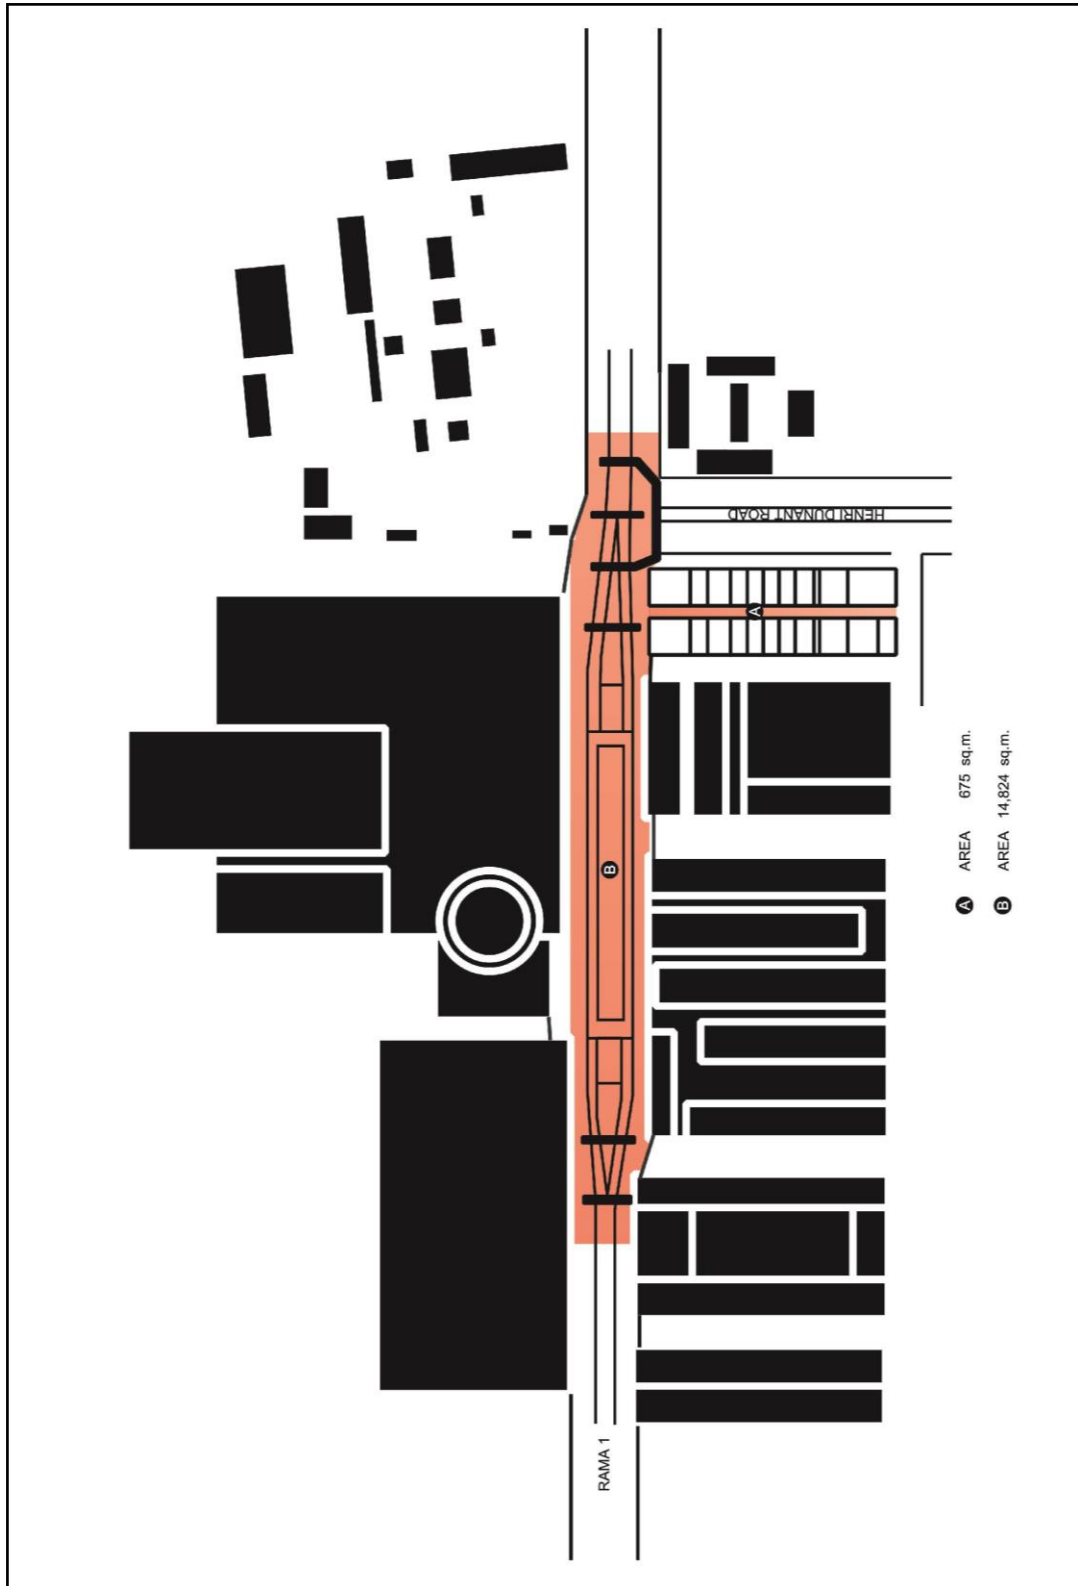 HENRI DUNANT ROAD
A
B
RAMA 1
A AREA 675 sq.m.
B AREA 14,824 sq.m.